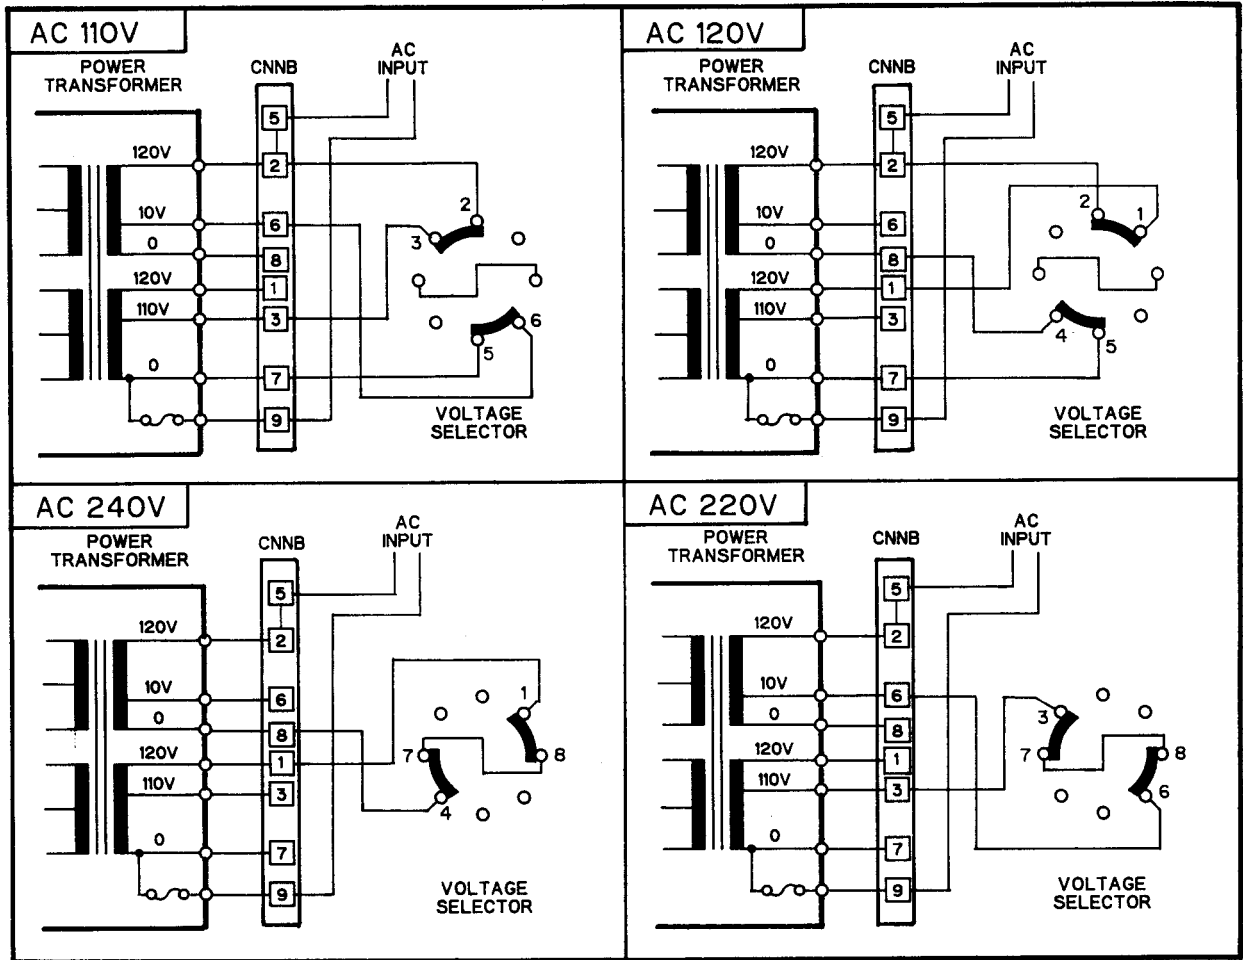 AC 110V
POWER
TRANSFORMER
CNNB
AC
INPUT
5
120V
2
2
10V
6
3
0
8
120V
1
110V
3
6
5
0
7
9
VOLTAGE
SELECTOR
AC 120V
POWER
TRANSFORMER
CNNB
AC
INPUT
5
120V
2
2
1
10V
6
0
8
120V
1
110V
3
4
5
0
7
9
VOLTAGE
SELECTOR
AC 240V
POWER
TRANSFORMER
CNNB
AC
INPUT
5
120V
2
10V
6
1
0
8
7
8
120V
1
110V
3
4
0
7
9
VOLTAGE
SELECTOR
AC 220V
POWER
TRANSFORMER
CNNB
AC
INPUT
5
120V
2
10V
6
3
0
8
7
8
120V
1
110V
3
6
0
7
9
VOLTAGE
SELECTOR